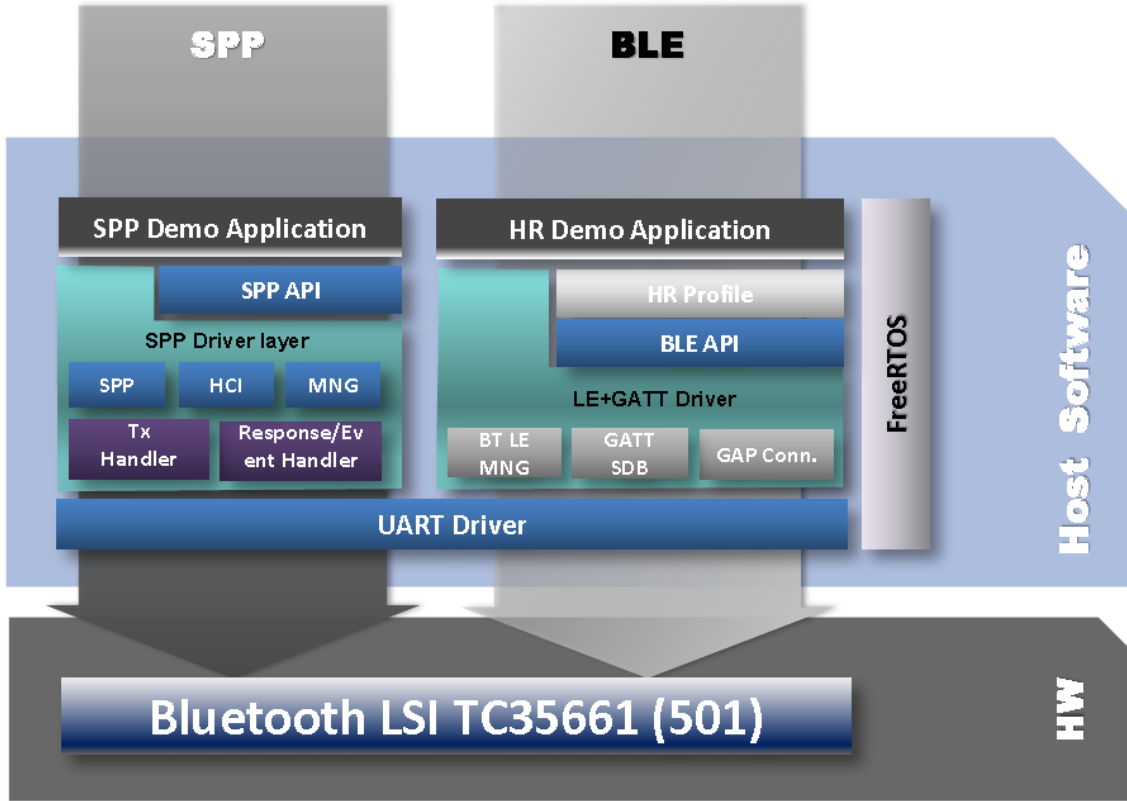 SPP
BLE
SPP Demo Application
HR Demo Application
SPP API
HR Profile
SPP Driver layer
BLE API
SPP
HCI
MNG
LE+GATT Driver
Tx
Handler
Response/Ev
ent Handler
BT LE
MNG
GATT
SDB
GAP Conn.
UART Driver
FreeRTOS
Host Software
Bluetooth LSI TC35661 (501)
HW